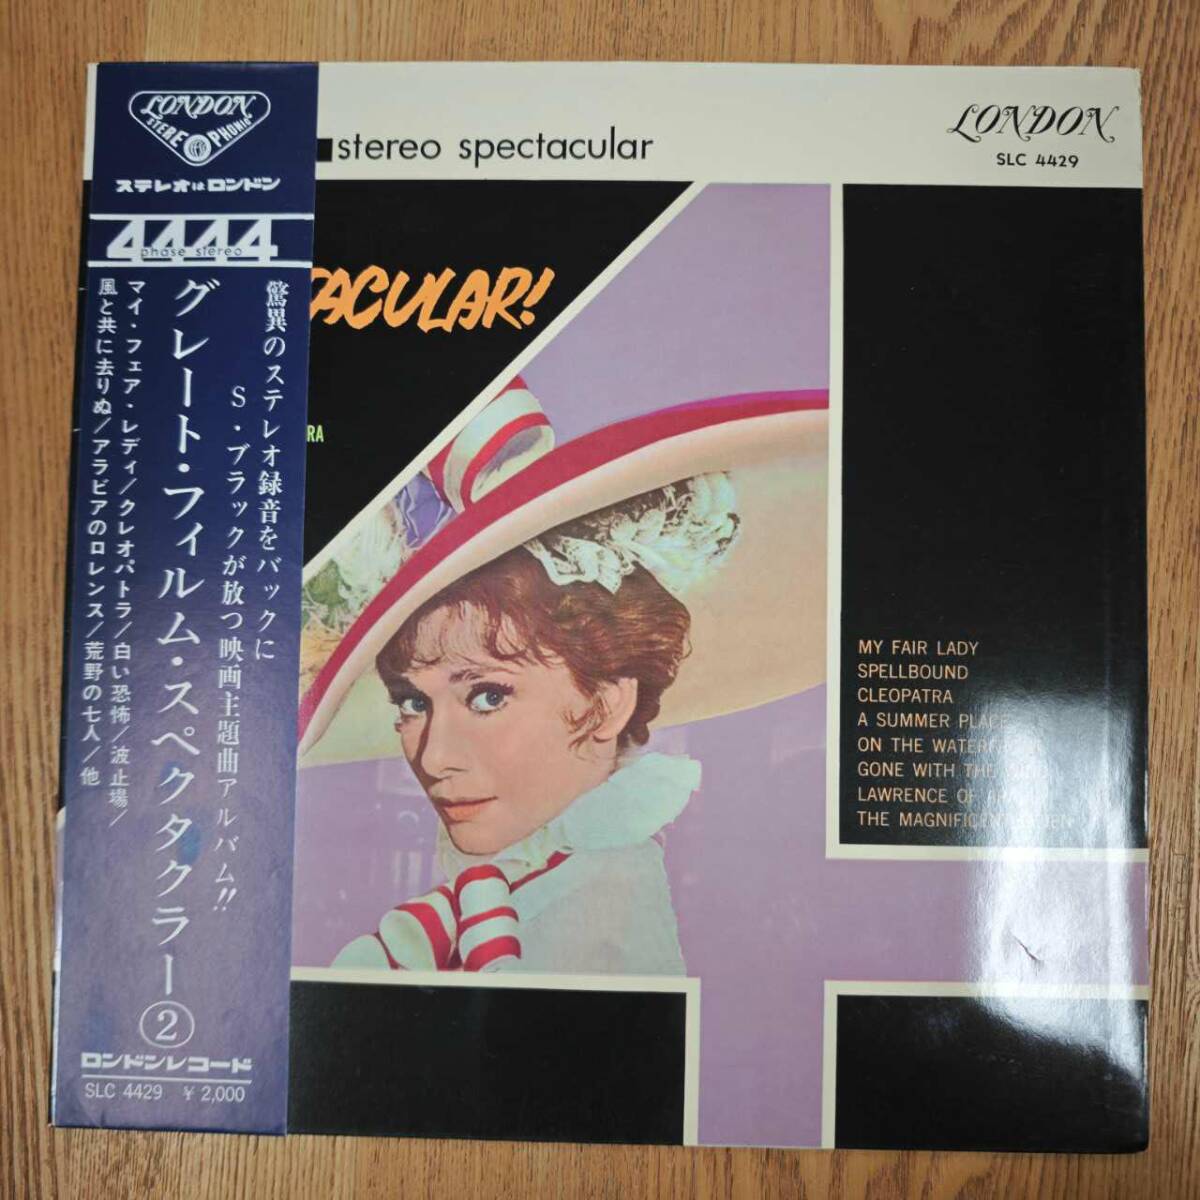 LONDON
STEREOPHONIC
ステレオはロンドン
4444
phase stereo
驚異のステレオ録音をバックに
S・ブラックが放つ映画主題曲アルバム!!
グレート・フィルム・スペクタクラー②
マイ・フェア・レディ/クレオパトラ/白い恐怖/波止場/
風と共に去りぬ/アラビアのロレンス/荒野の七人/他
ロンドンレコード
SLC 4429 ¥ 2,000
stereo spectacular
LONDON
SLC 4429
ACULAR!
RA
MY FAIR LADY
SPELLBOUND
CLEOPATRA
A SUMMER PLACE
ON THE WATERFRONT
GONE WITH THE WIND
LAWRENCE OF ARABIA
THE MAGNIFICENT SEVEN